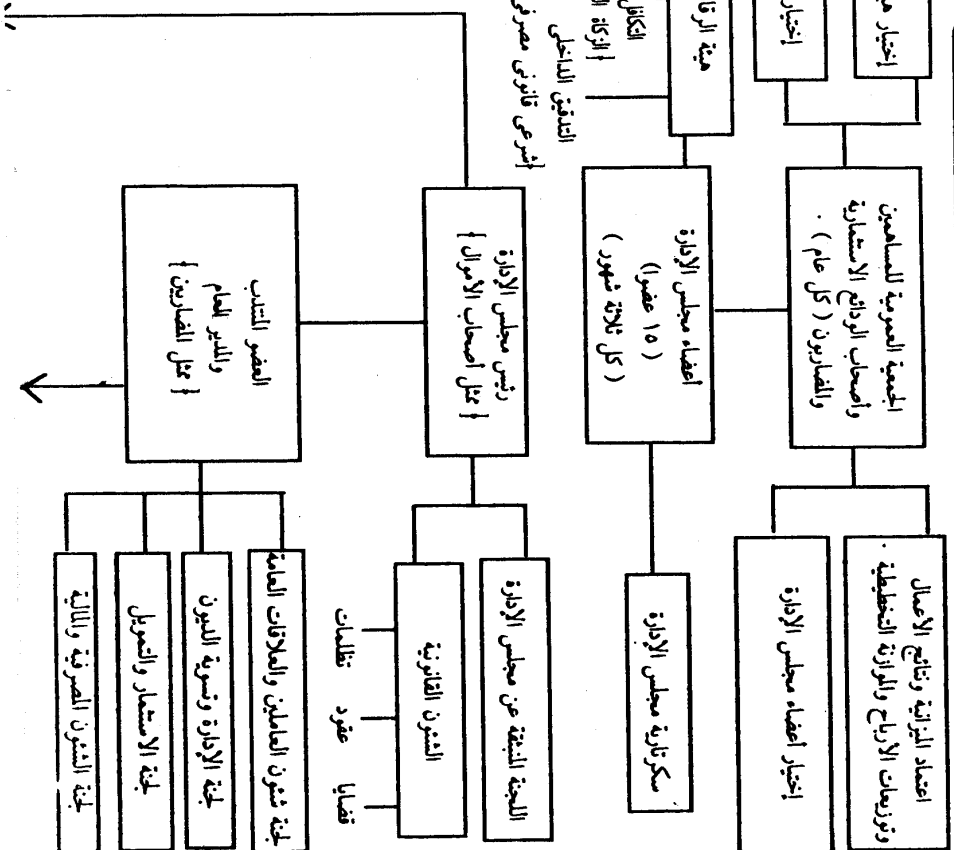 إختيار هي
إختيار
الجمعية العمومية للمساهمين
وأصحاب الودائع الاستثمارية
والمضاربون ( كل عام ) .
اعتماد الميزانية ونتائج الأعمال
وتوزيعات الأرباح والموازنة التخطيطية .
إختيار أعضاء مجلس الإدارة
هيئة الرقا
أعضاء مجلس الإدارة
( ١٥ عضوا)
( كل ثلاثة شهور )
سكرتارية مجلس الإدارة
التكافل
{ الزكاة ال
التدقيق الداخلى
{شرعى قانونى مصرفى
رئيس مجلس الإدارة
{ ممثل أصحاب الأموال }
اللجنة المنبثقة عن مجلس الإدارة
الشئون القانونية
تظلمات
عقود
قضايا
العضو المنتدب
والمدير العام
{ ممثل المضاربين }
لجنة شئون العاملين والعلاقات العامة
لجنة الإدارة وتسوية الديون
لجنة الاستثمار والتمويل
لجنة الشئون المصرفية والمالية